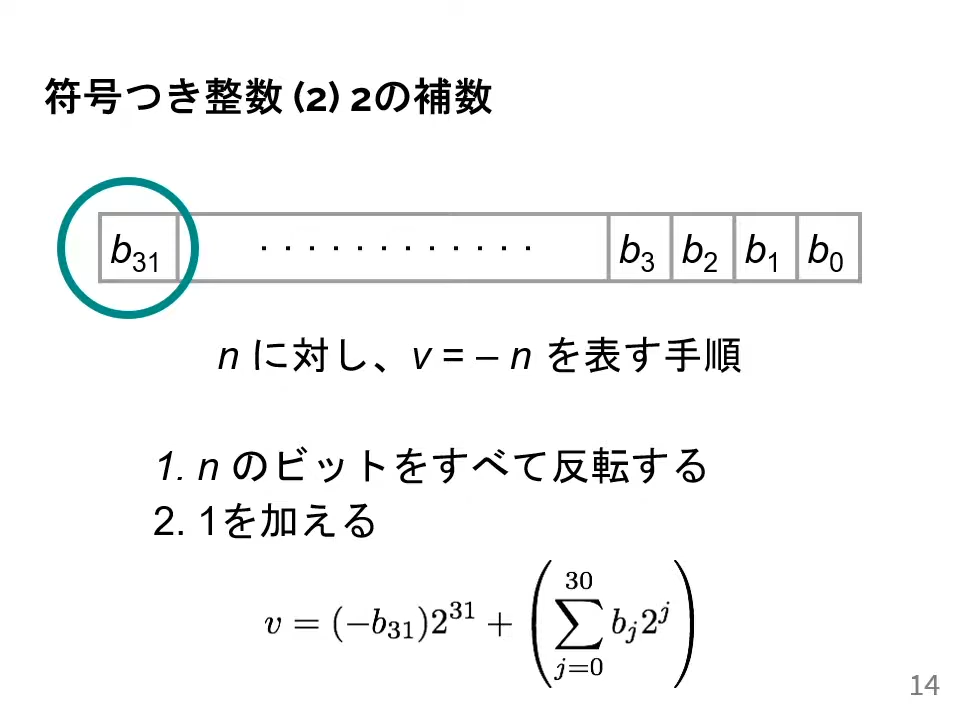 符号つき整数 (2) 2の補数
b31 ············ b3 b2 b1 b0
n に対し、v = – n を表す手順
1. n のビットをすべて反転する
2. 1を加える
v = (−b31)2^31 + (∑_{j=0}^{30} b_j 2^j)
14